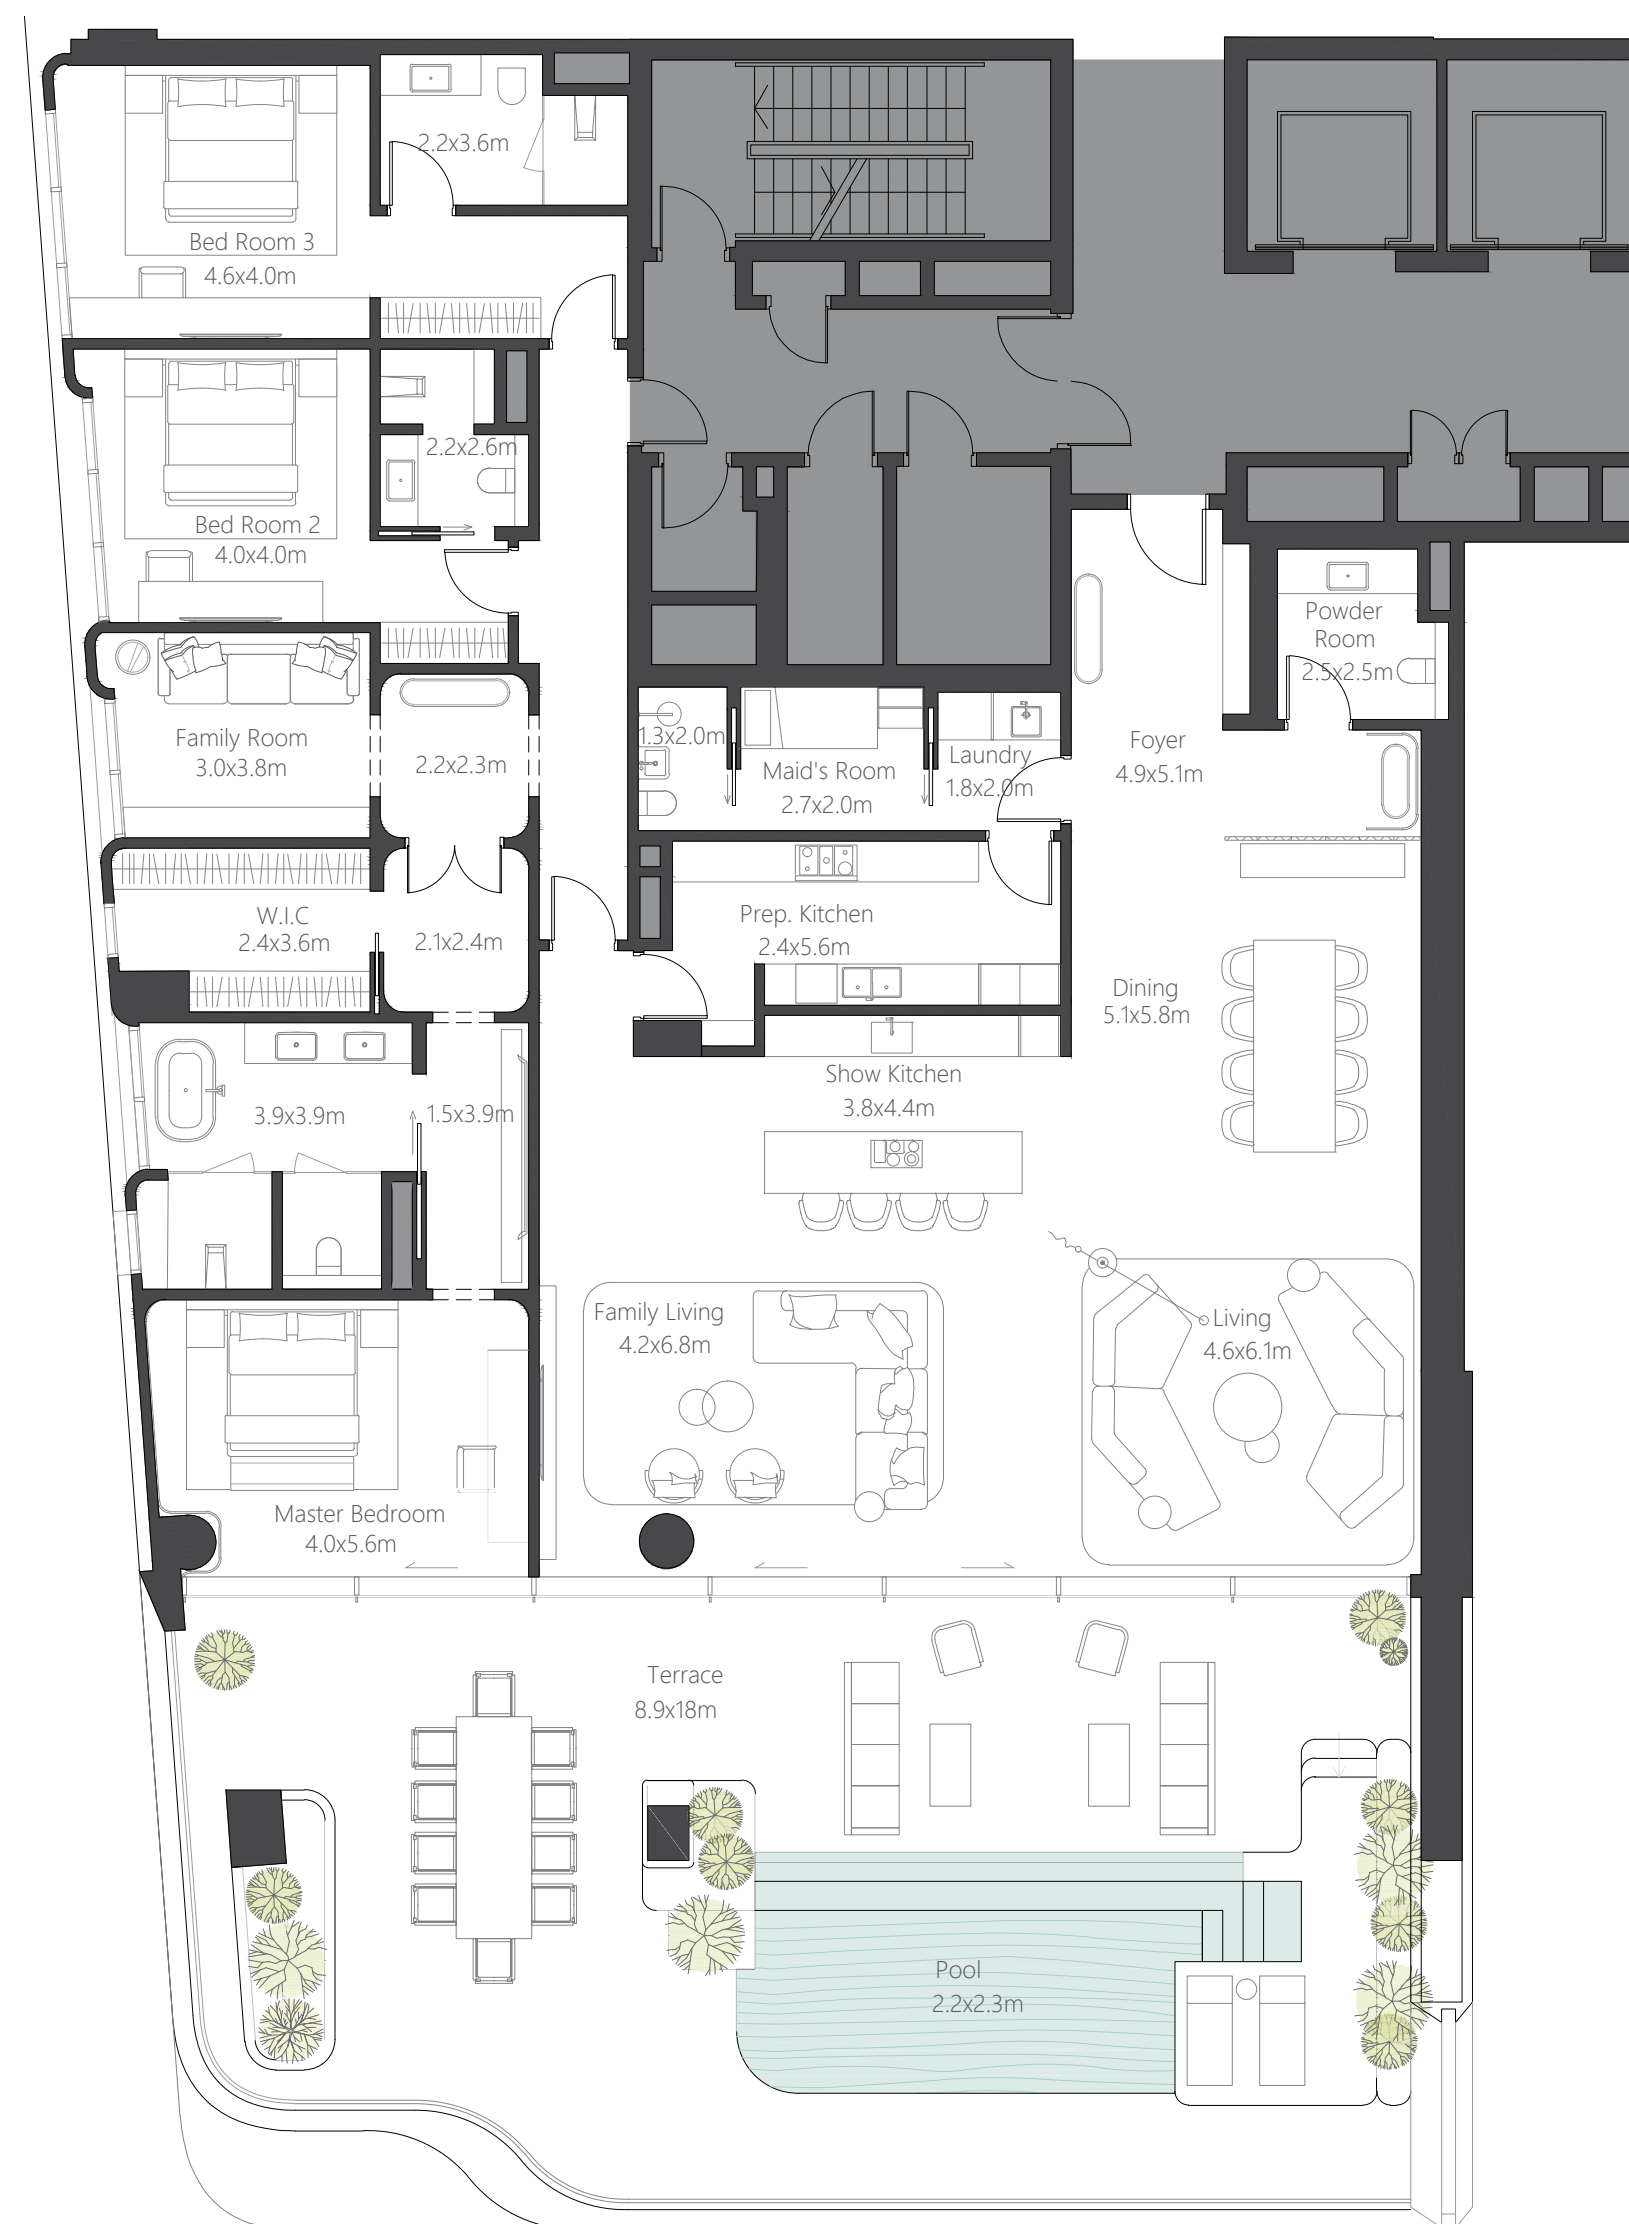 2.2x3.6m
Bed Room 3
4.6x4.0m
2.2x2.6m
Bed Room 2
4.0x4.0m
Powder
Room
2.5x2.5m
Family Room
3.0x3.8m
2.2x2.3m
1.3x2.0m
Maid's Room
2.7x2.0m
Laundry
1.8x2.0m
Foyer
4.9x5.1m
W.I.C
2.4x3.6m
2.1x2.4m
Prep. Kitchen
2.4x5.6m
Dining
5.1x5.8m
3.9x3.9m
1.5x3.9m
Show Kitchen
3.8x4.4m
Family Living
4.2x6.8m
Living
4.6x6.1m
Master Bedroom
4.0x5.6m
Terrace
8.9x18m
Pool
2.2x2.3m